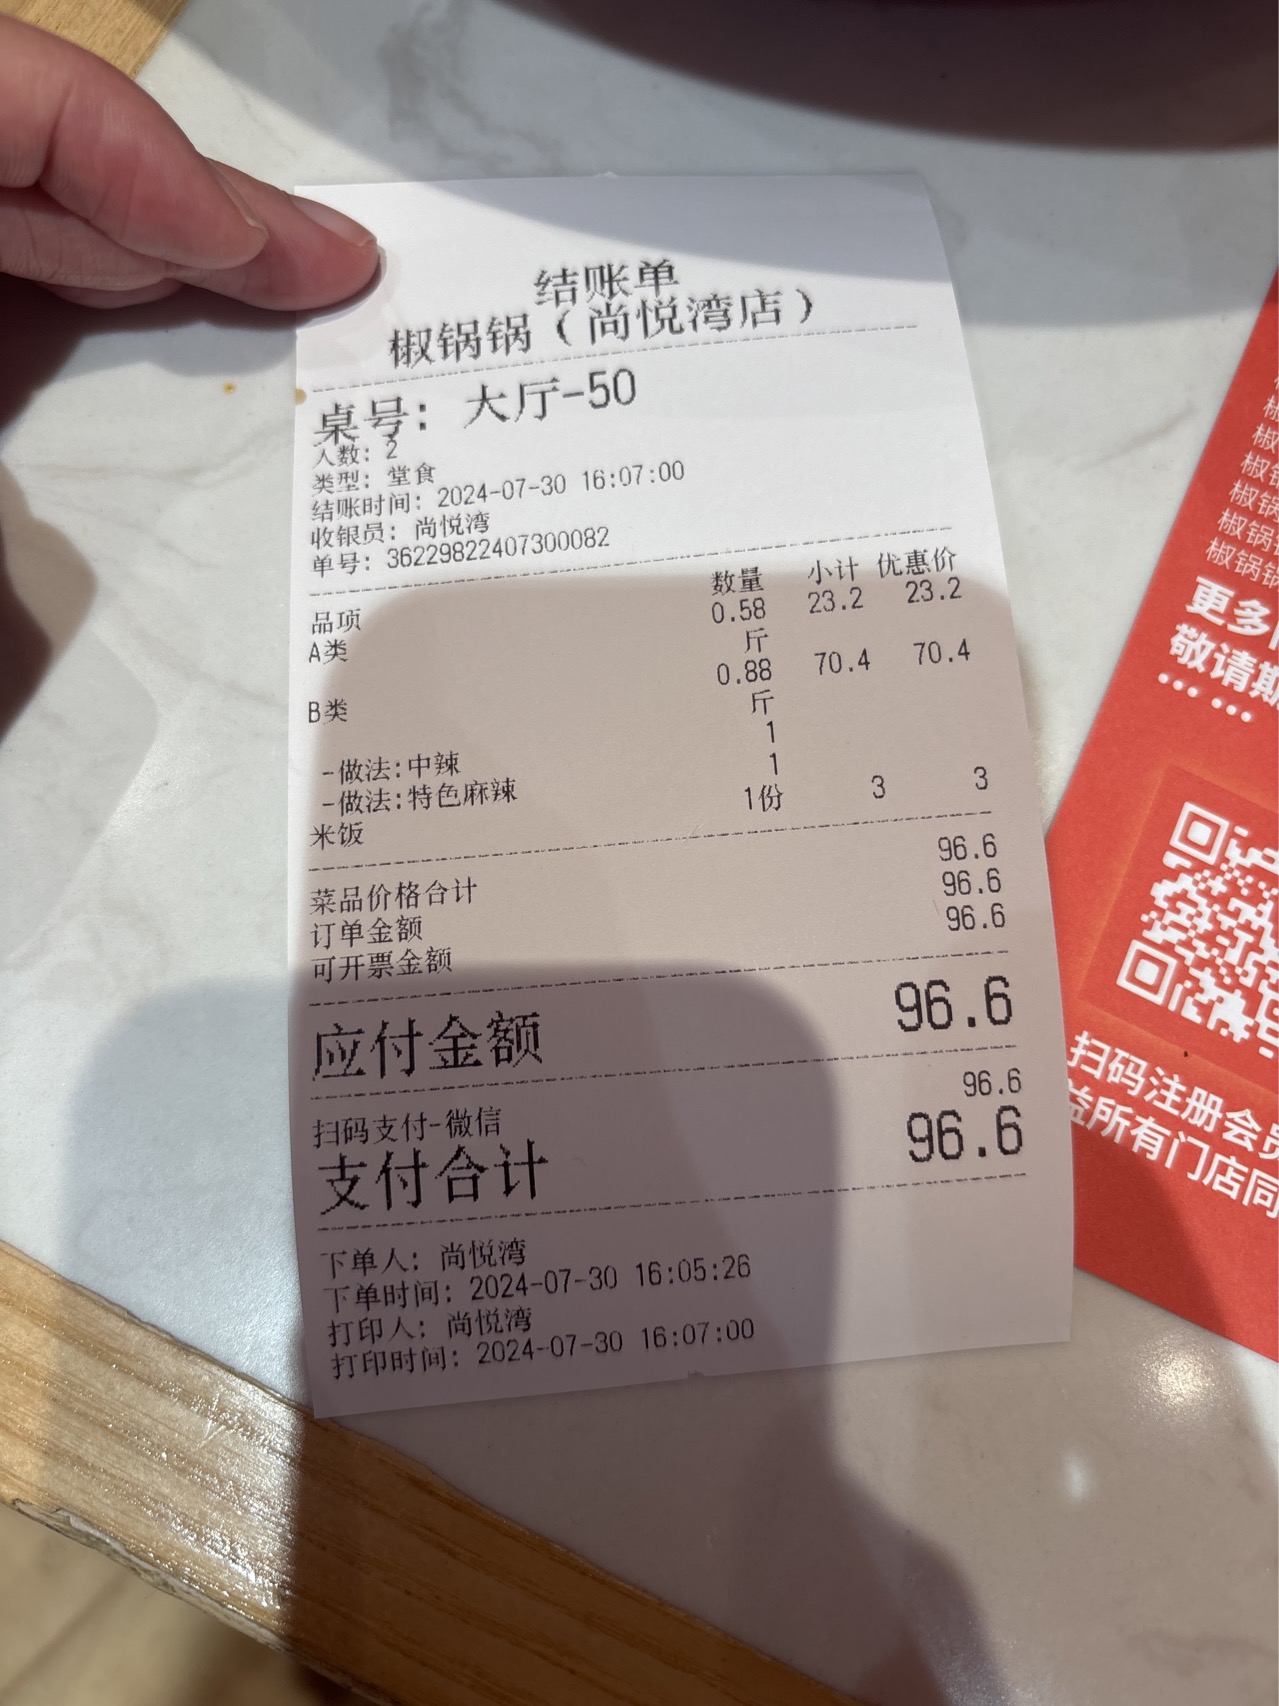 结账单
椒锅锅（尚悦湾店）
桌号: 大厅-50
人数: 2
类型: 堂食
结账时间: 2024-07-30 16:07:00
收银员: 尚悦湾
单号: 36229822407300082
品项 数量 小计 优惠价
A类 0.58斤 23.2 23.2
B类 0.88斤 70.4 70.4
-做法:中辣 1
-做法:特色麻辣 1
米饭 1份 3 3
菜品价格合计 96.6
订单金额 96.6
可开票金额 96.6
应付金额 96.6
扫码支付-微信 96.6
支付合计 96.6
下单人: 尚悦湾
下单时间: 2024-07-30 16:05:26
打印人: 尚悦湾
打印时间: 2024-07-30 16:07:00
椒
椒
椒锅
椒锅
椒锅
椒锅锅
更多
敬请期
... ...
扫码注册会员
益所有门店同